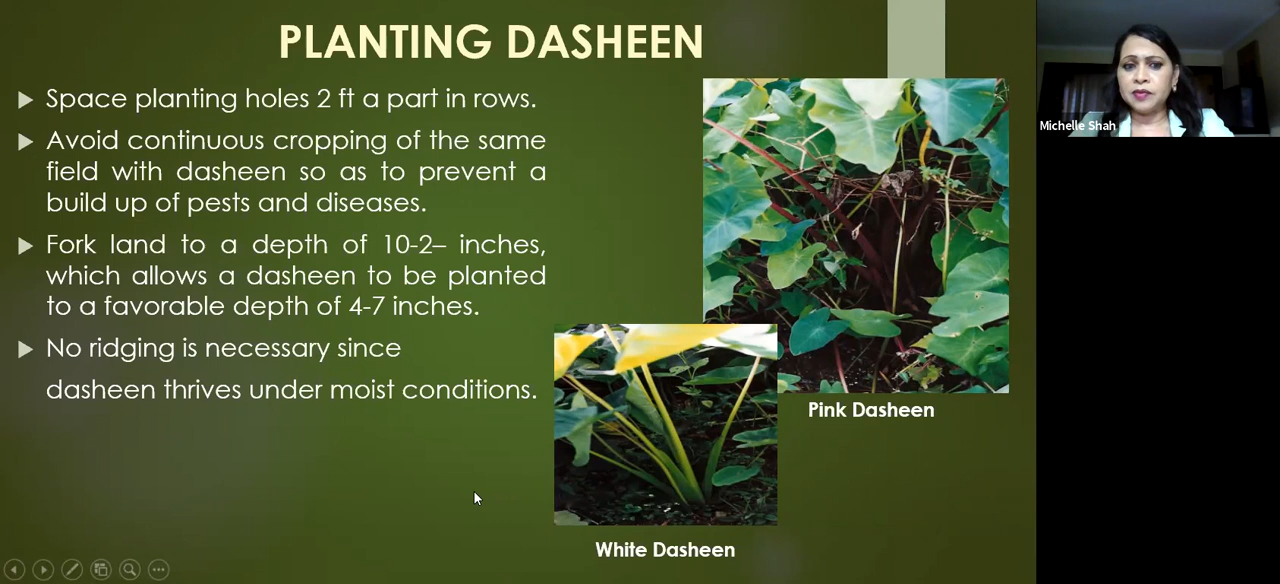 PLANTING DASHEEN
Space planting holes 2 ft a part in rows.
Avoid continuous cropping of the same
field with dasheen so as to prevent a
build up of pests and diseases.
Fork land to a depth of 10-2– inches,
which allows a dasheen to be planted
to a favorable depth of 4-7 inches.
No ridging is necessary since
dasheen thrives under moist conditions.
Pink Dasheen
White Dasheen
Michelle Shah